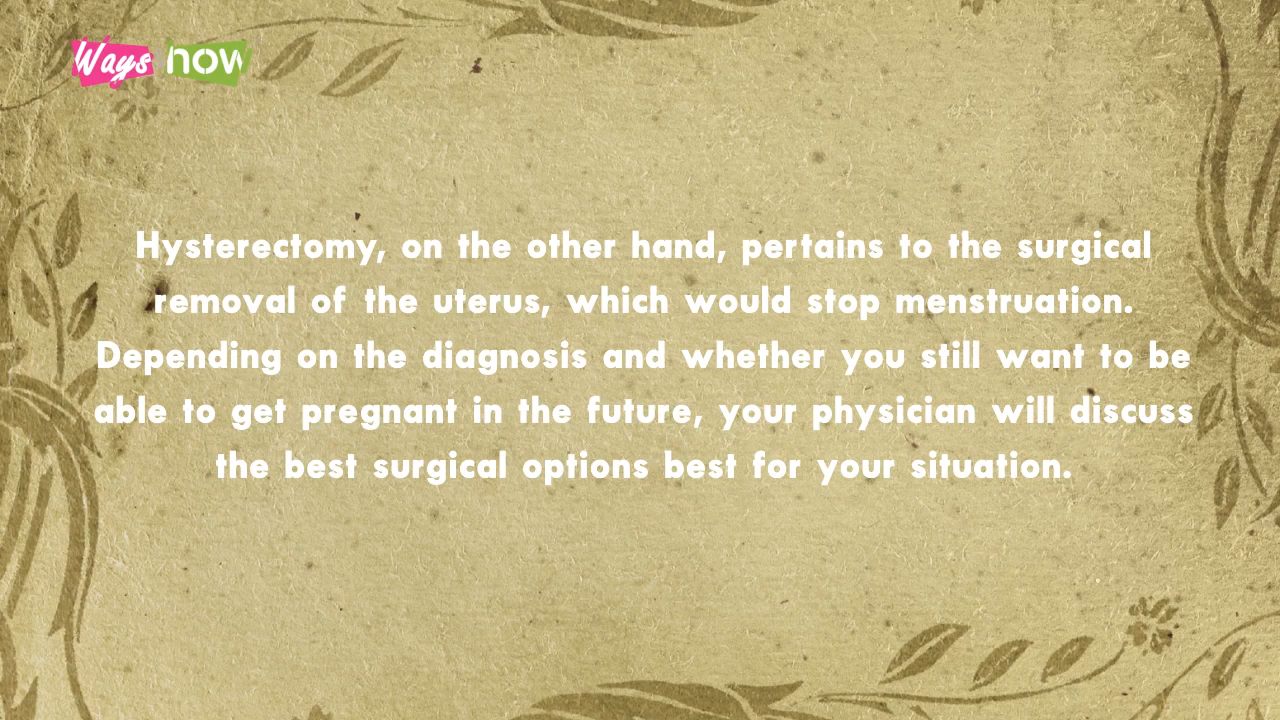 Ways now
Hysterectomy, on the other hand, pertains to the surgical
removal of the uterus, which would stop menstruation.
Depending on the diagnosis and whether you still want to be
able to get pregnant in the future, your physician will discuss
the best surgical options best for your situation.